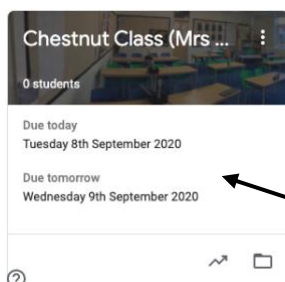 Chestnut Class (Mrs ...
0 students
Due today
Tuesday 8th September 2020
Due tomorrow
Wednesday 9th September 2020